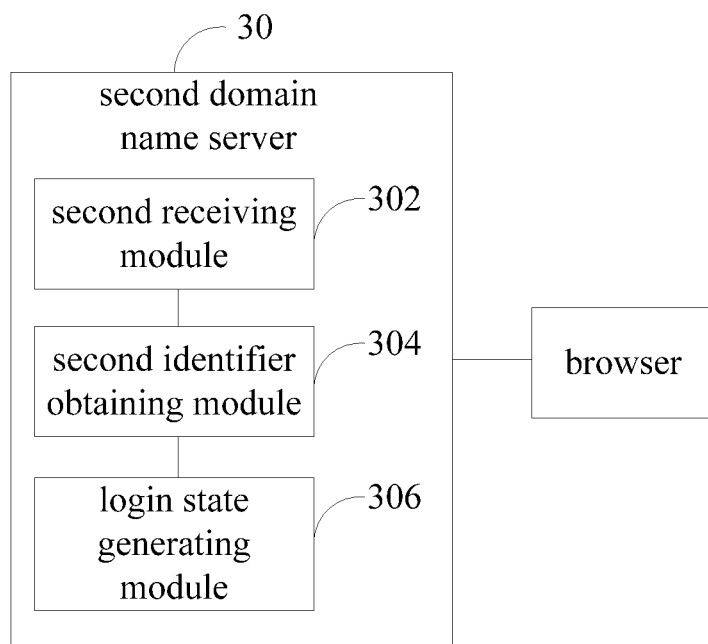 30
second domain
name server
second receiving
module
302
second identifier
obtaining module
304
browser
login state
generating
module
306